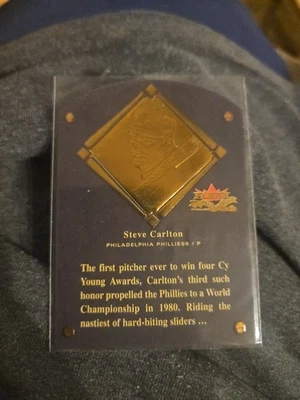 Steve Carlton
PHILADELPHIA PHILLIES® / P
The first pitcher ever to win four Cy
Young Awards, Carlton's third such
honor propelled the Phillies to a World
Championship in 1980. Riding the
nastiest of hard-biting sliders ...